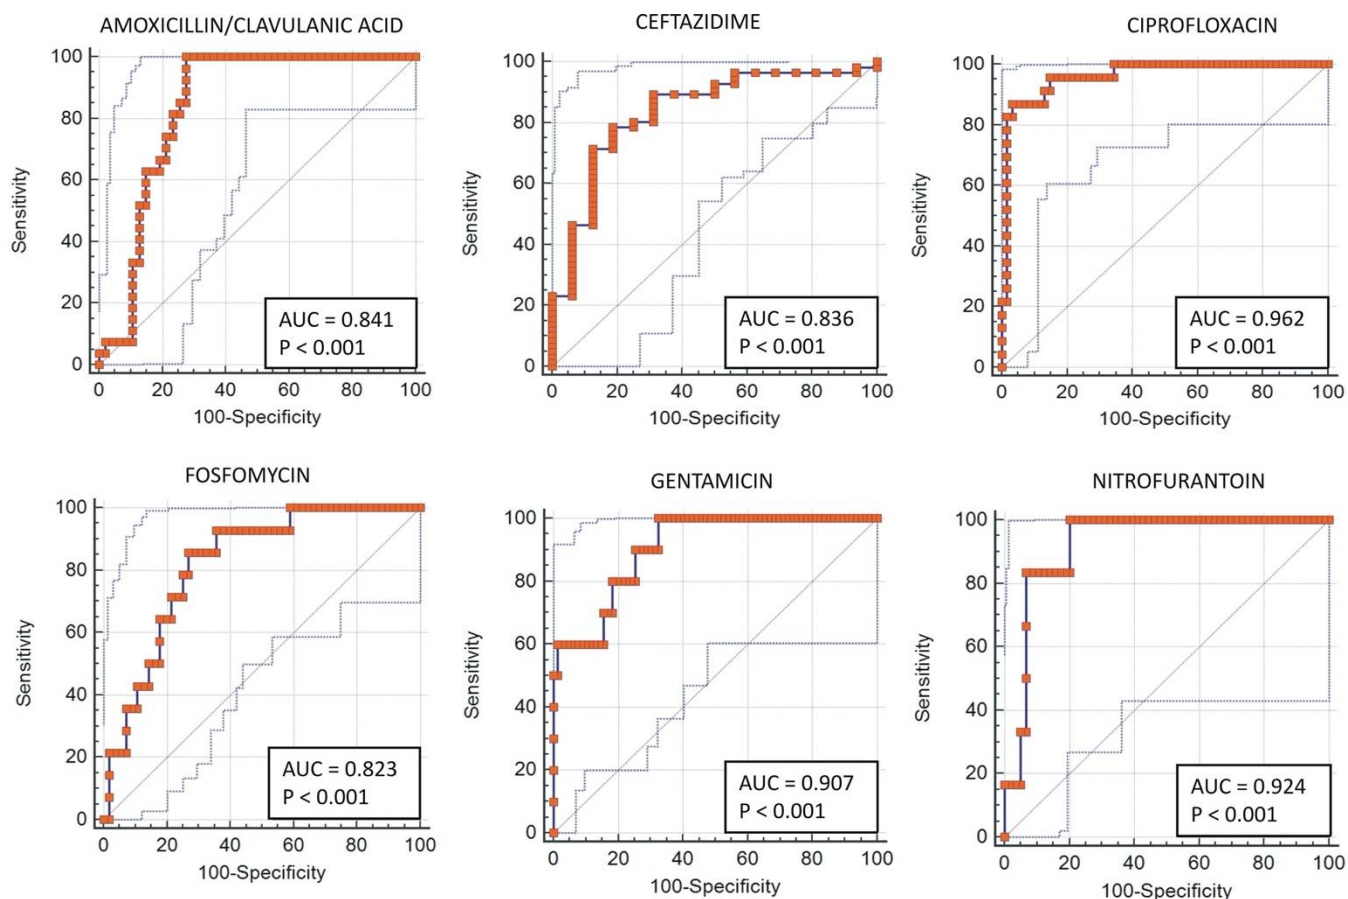 AMOXICILLIN/CLAVULANIC ACID
100
80
60
40
20
0
Sensitivity
0 20 40 60 80 100
100-Specificity
AUC = 0.841
P < 0.001
CEFTAZIDIME
100
80
60
40
20
0
Sensitivity
0 20 40 60 80 100
100-Specificity
AUC = 0.836
P < 0.001
CIPROFLOXACIN
100
80
60
40
20
0
Sensitivity
0 20 40 60 80 100
100-Specificity
AUC = 0.962
P < 0.001
FOSFOMYCIN
100
80
60
40
20
0
Sensitivity
0 20 40 60 80 100
100-Specificity
AUC = 0.823
P < 0.001
GENTAMICIN
100
80
60
40
20
0
Sensitivity
0 20 40 60 80 100
100-Specificity
AUC = 0.907
P < 0.001
NITROFURANTOIN
100
80
60
40
20
0
Sensitivity
0 20 40 60 80 100
100-Specificity
AUC = 0.924
P < 0.001